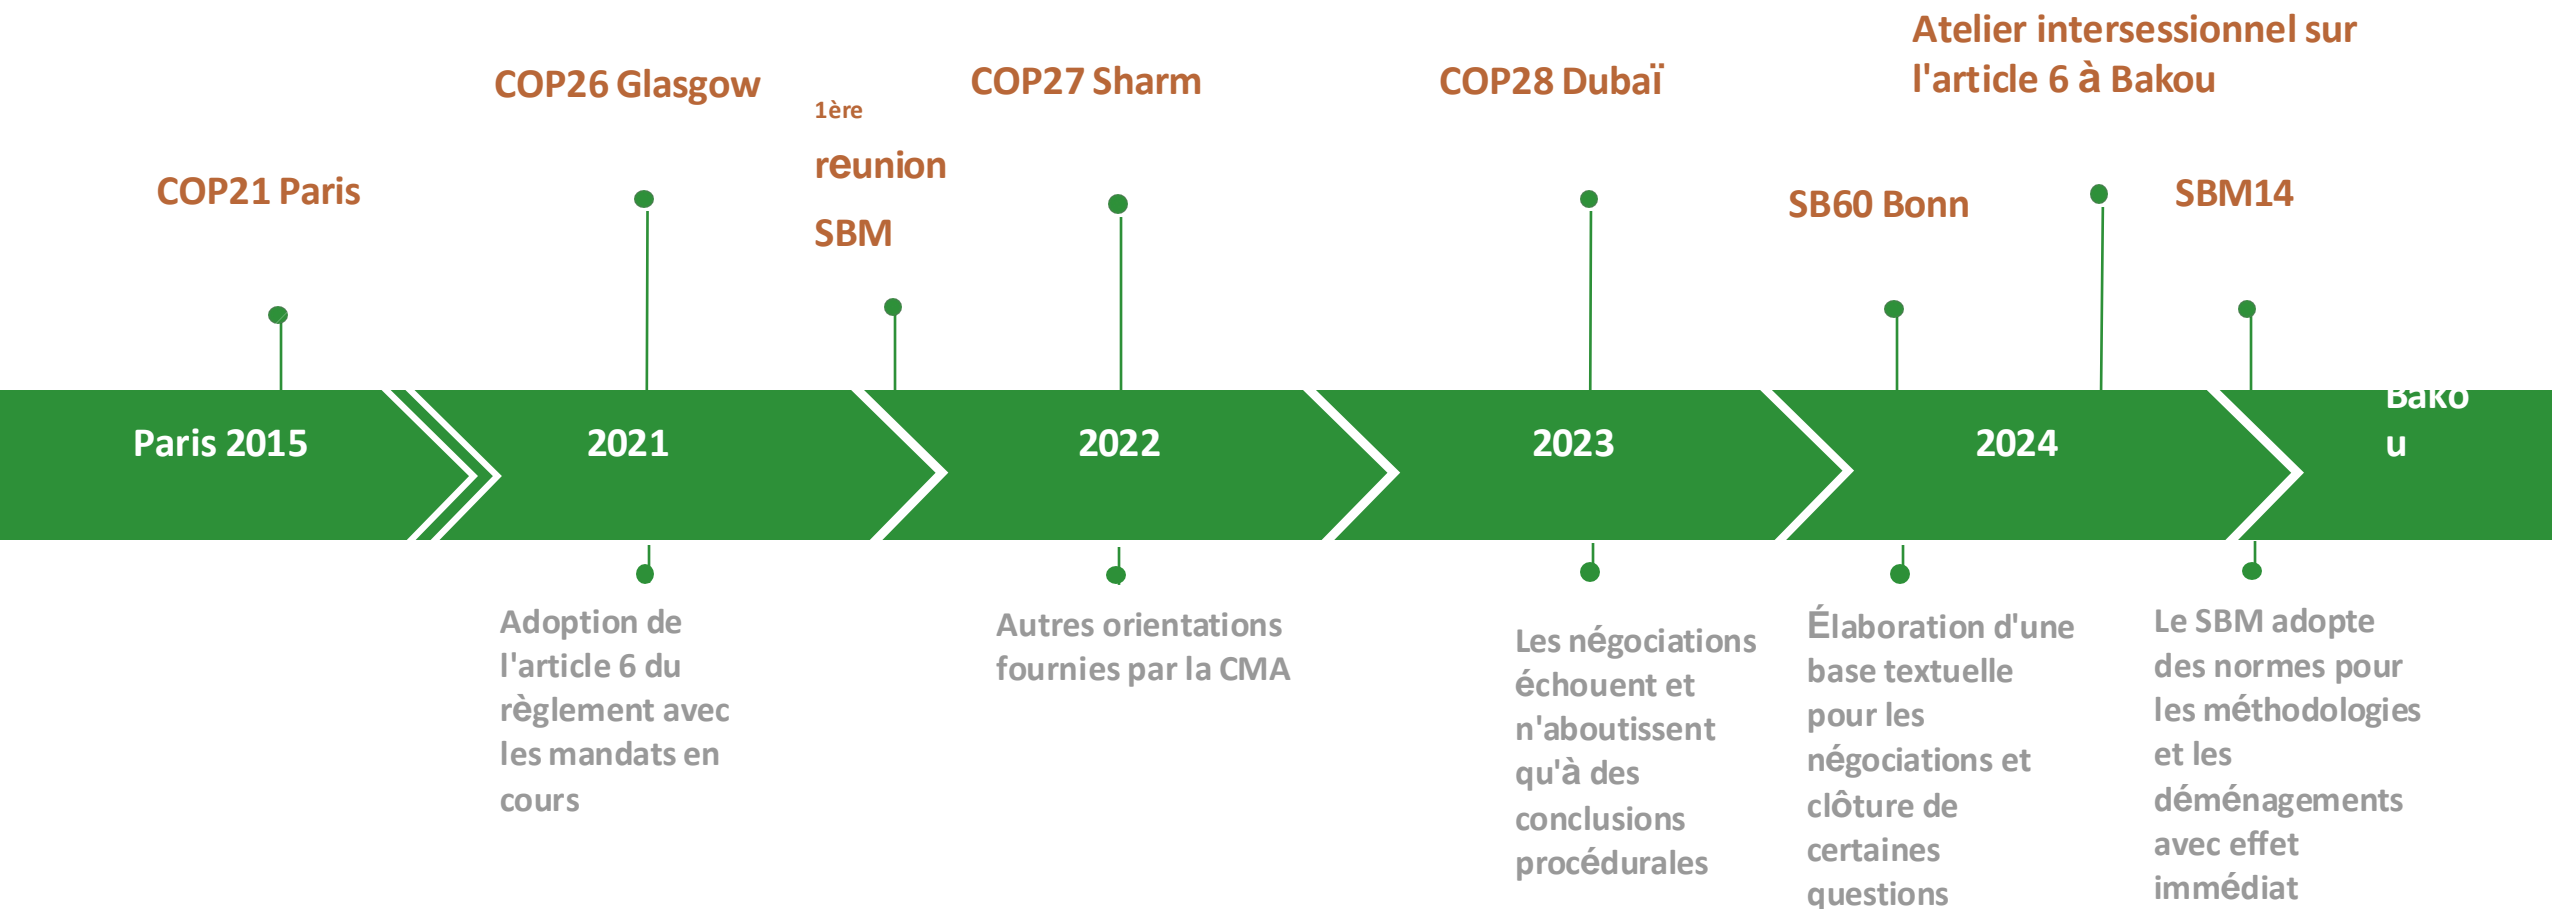 COP21 Paris
COP26 Glasgow
1ère
reunion
SBM
COP27 Sharm
COP28 Dubaï
SB60 Bonn
Atelier intersessionnel sur
l'article 6 à Bakou
SBM14
Paris 2015
2021
2022
2023
2024
Bako
u
Adoption de
l'article 6 du
règlement avec
les mandats en
cours
Autres orientations
fournies par la CMA
Les négociations
échouent et
n'aboutissent
qu'à des
conclusions
procédurales
Élaboration d'une
base textuelle
pour les
négociations et
clôture de
certaines
questions
Le SBM adopte
des normes pour
les méthodologies
et les
déménagements
avec effet
immédiat